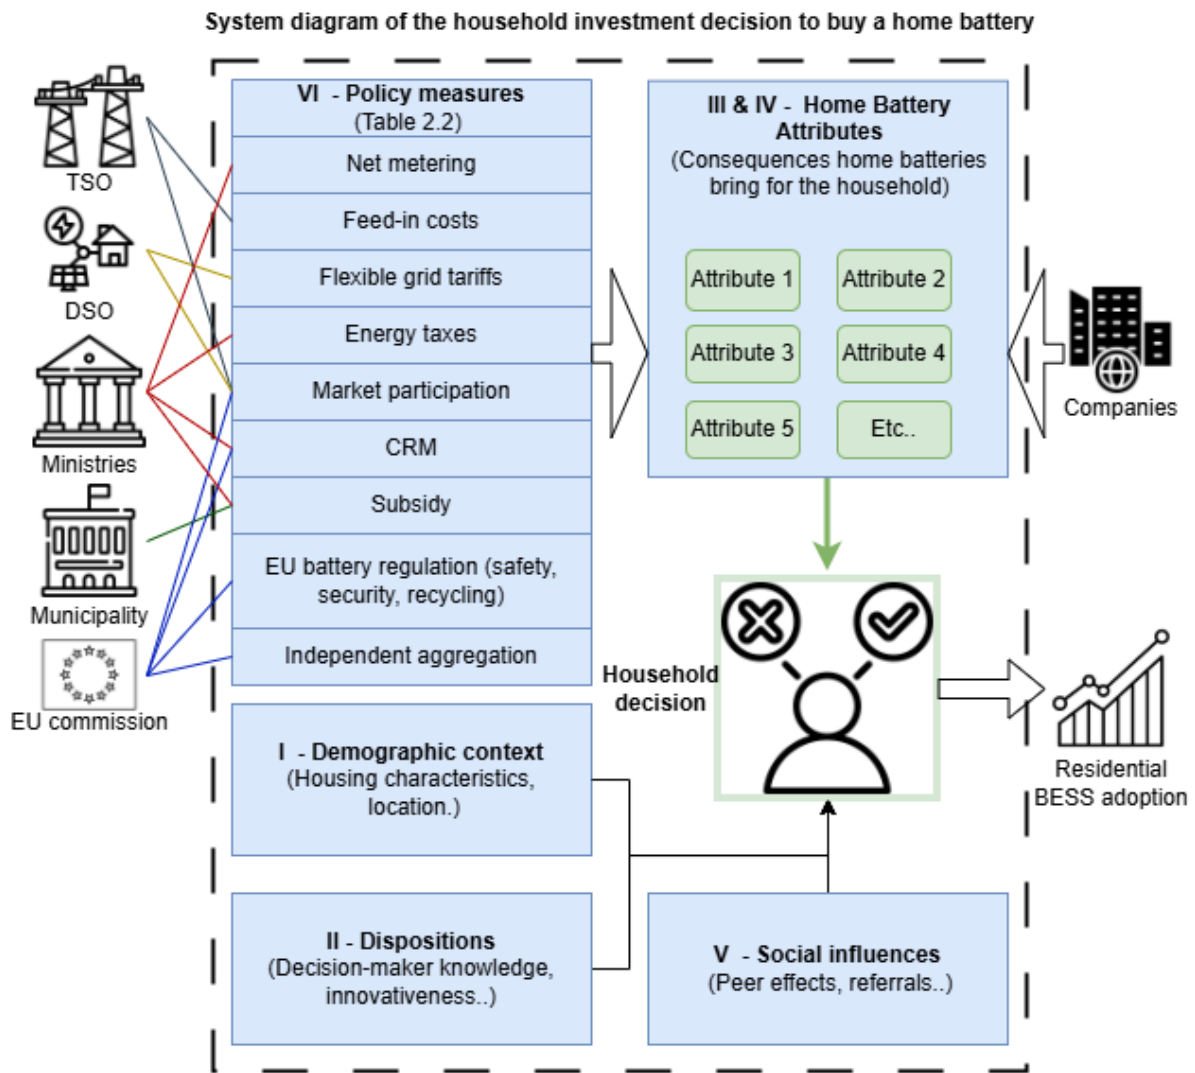 System diagram of the household investment decision to buy a home battery
TSO
DSO
Ministries
Municipality
EU commission
VI - Policy measures
(Table 2.2)
Net metering
Feed-in costs
Flexible grid tariffs
Energy taxes
Market participation
CRM
Subsidy
EU battery regulation (safety,
security, recycling)
Independent aggregation
III & IV - Home Battery
Attributes
(Consequences home batteries
bring for the household)
Attribute 1
Attribute 2
Attribute 3
Attribute 4
Attribute 5
Etc..
Companies
Household
decision
Residential
BESS adoption
I - Demographic context
(Housing characteristics,
location.)
II - Dispositions
(Decision-maker knowledge,
innovativeness..)
V - Social influences
(Peer effects, referrals..)